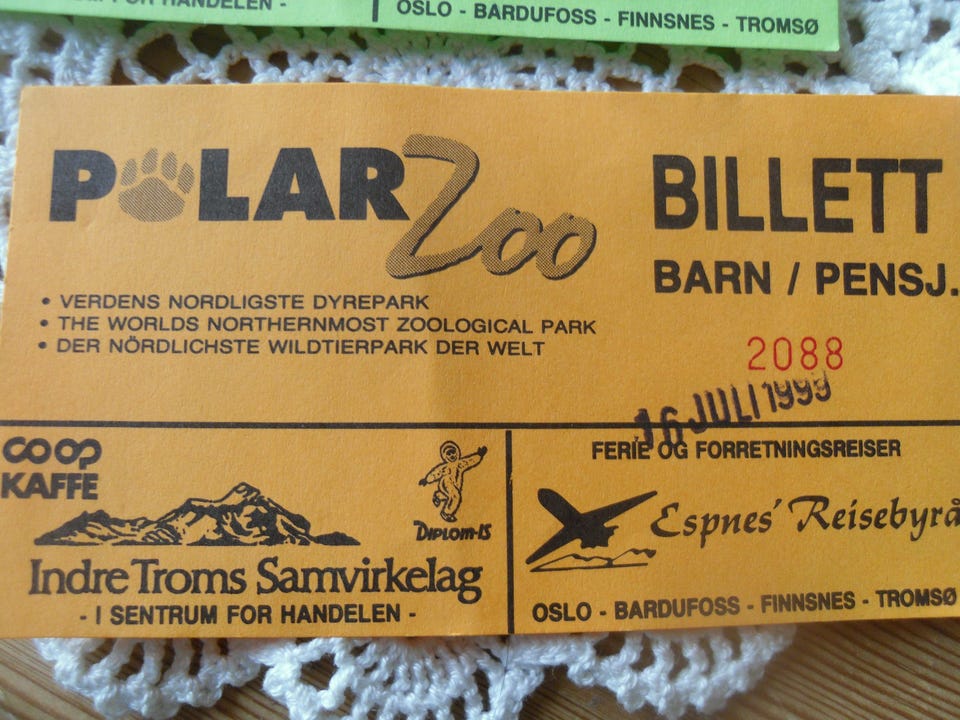 FOR HANDELEN -
OSLO - BARDUFOSS - FINNSNES - TROMSØ
POLAR Zoo
BILLETT
BARN / PENSJ.
• VERDENS NORDLIGSTE DYREPARK
• THE WORLDS NORTHERNMOST ZOOLOGICAL PARK
• DER NÖRDLICHSTE WILDTIERPARK DER WELT
2088
16 JULI 1999
COOP
KAFFE
DIPLOM-IS
Indre Troms Samvirkelag
- I SENTRUM FOR HANDELEN -
FERIE OG FORRETNINGSREISER
Espnes' Reisebyrå
OSLO - BARDUFOSS - FINNSNES - TROMSØ